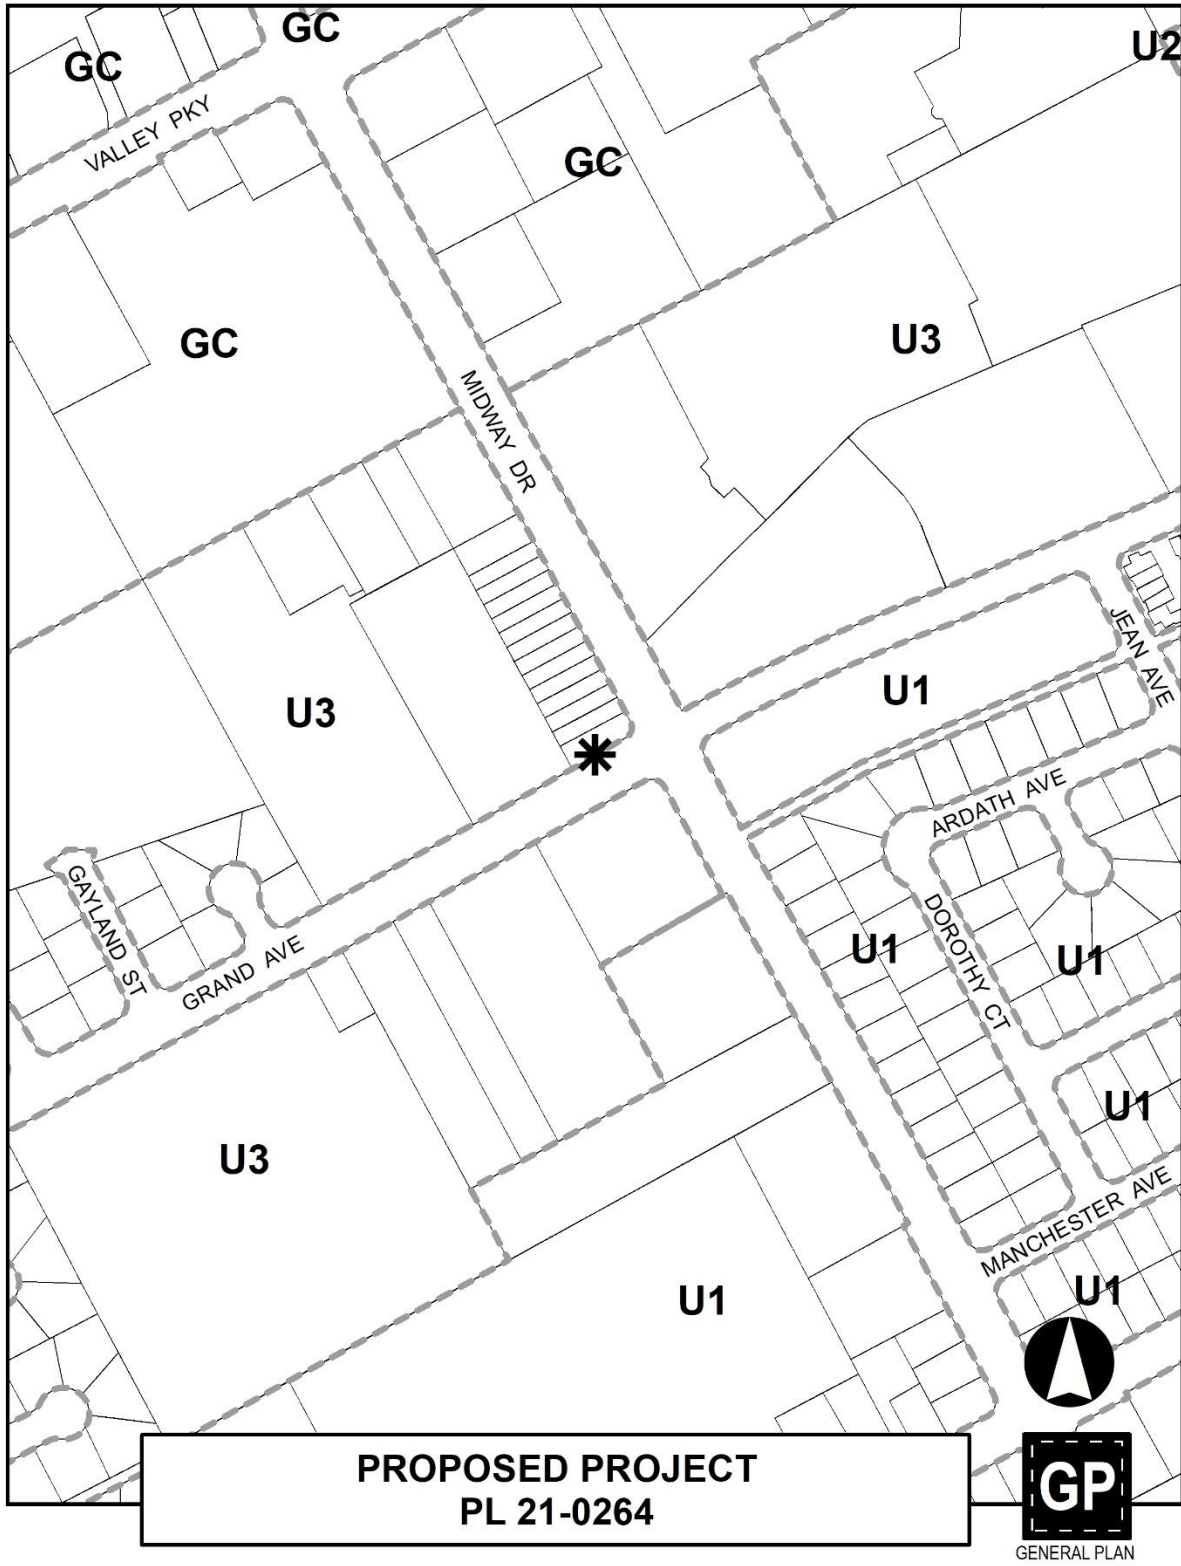 GC
GC
U2
VALLEY PKY
GC
GC
U3
MIDWAY DR
JEAN AVE
U1
U3
ARDATH AVE
GAYLAND ST
DOROTHY CT
U1
U1
GRAND AVE
U1
U3
MANCHESTER AVE
U1
U1
PROPOSED PROJECT
PL 21-0264
GP
GENERAL PLAN